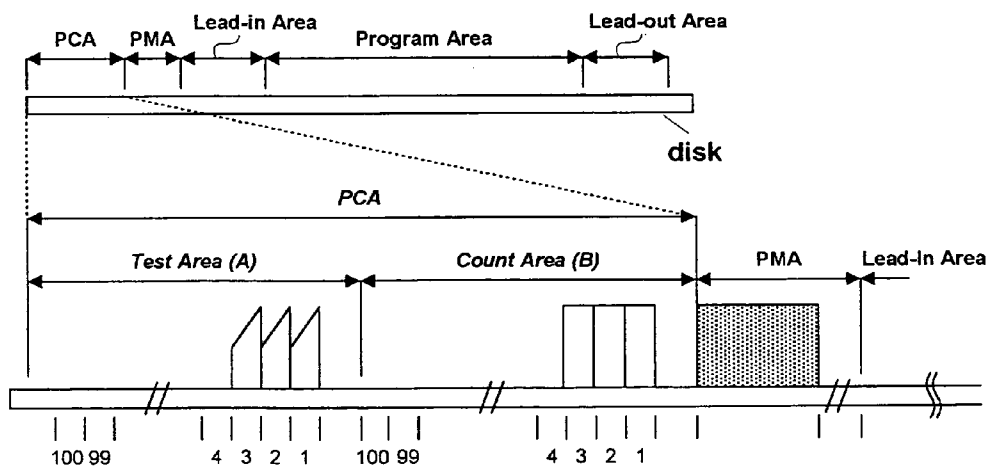 Lead-in Area
Lead-out Area
PCA PMA Program Area
disk
PCA
Test Area (A) Count Area (B) PMA Lead-In Area
100 99 4 3 2 1 100 99 4 3 2 1